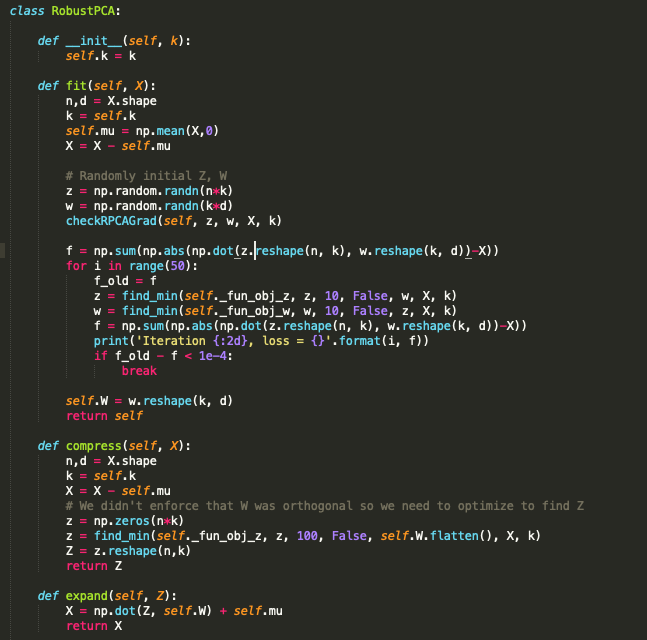 class RobustPCA:
def __init__(self, k):
self.k = k
def fit(self, X):
n,d = X.shape
k = self.k
self.mu = np.mean(X,0)
X = X - self.mu
# Randomly initial Z, W
z = np.random.randn(n*k)
w = np.random.randn(k*d)
checkRPCAGrad(self, z, w, X, k)
f = np.sum(np.abs(np.dot(z.reshape(n, k), w.reshape(k, d))-X))
for i in range(50):
f_old = f
z = find_min(self._fun_obj_z, z, 10, False, w, X, k)
w = find_min(self._fun_obj_w, w, 10, False, z, X, k)
f = np.sum(np.abs(np.dot(z.reshape(n, k), w.reshape(k, d))-X))
print('Iteration {:2d}, loss = {}'.format(i, f))
if f_old - f < 1e-4:
break
self.W = w.reshape(k, d)
return self
def compress(self, X):
n,d = X.shape
k = self.k
X = X - self.mu
# We didn't enforce that W was orthogonal so we need to optimize to find Z
z = np.zeros(n*k)
z = find_min(self._fun_obj_z, z, 100, False, self.W.flatten(), X, k)
Z = z.reshape(n,k)
return Z
def expand(self, Z):
X = np.dot(Z, self.W) + self.mu
return X